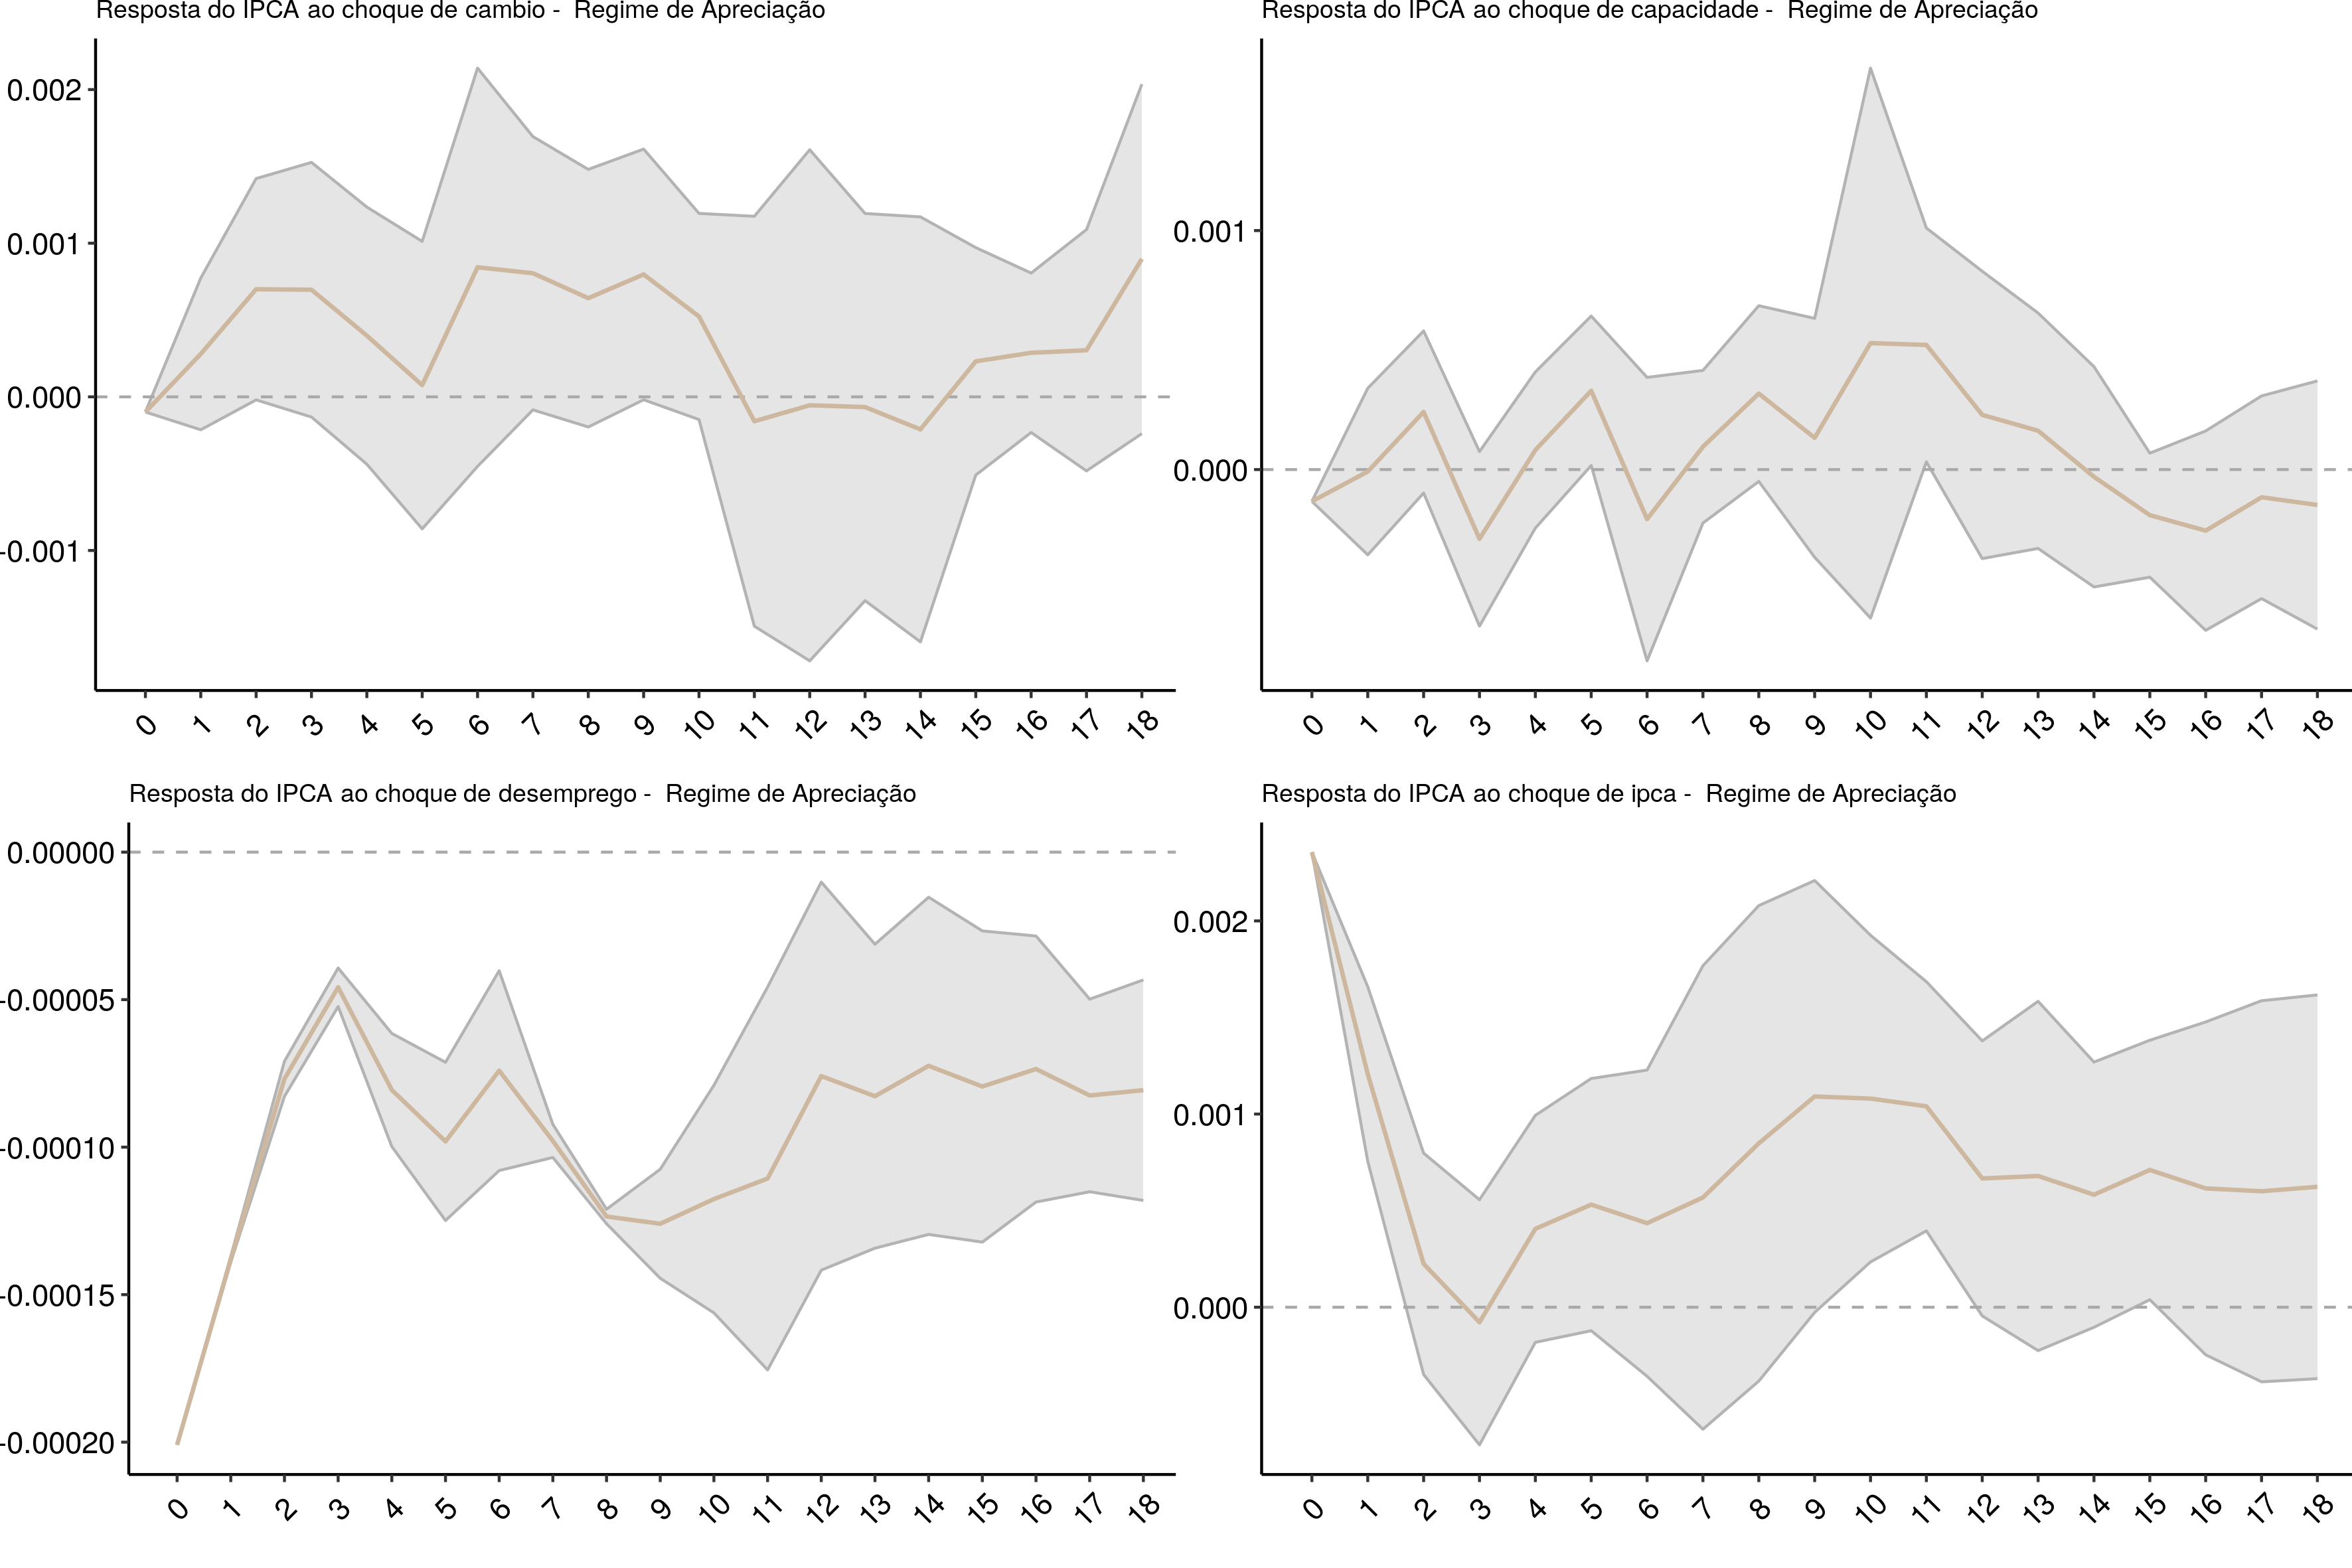 Resposta do IPCA ao choque de cambio -  Regime de Apreciação
0.002
0.001
0.000
-0.001
0 1 2 3 4 5 6 7 8 9 10 11 12 13 14 15 16 17 18
Resposta do IPCA ao choque de capacidade -  Regime de Apreciação
0.001
0.000
0 1 2 3 4 5 6 7 8 9 10 11 12 13 14 15 16 17 18
Resposta do IPCA ao choque de desemprego -  Regime de Apreciação
0.00000
-0.00005
-0.00010
-0.00015
-0.00020
0 1 2 3 4 5 6 7 8 9 10 11 12 13 14 15 16 17 18
Resposta do IPCA ao choque de ipca -  Regime de Apreciação
0.002
0.001
0.000
0 1 2 3 4 5 6 7 8 9 10 11 12 13 14 15 16 17 18